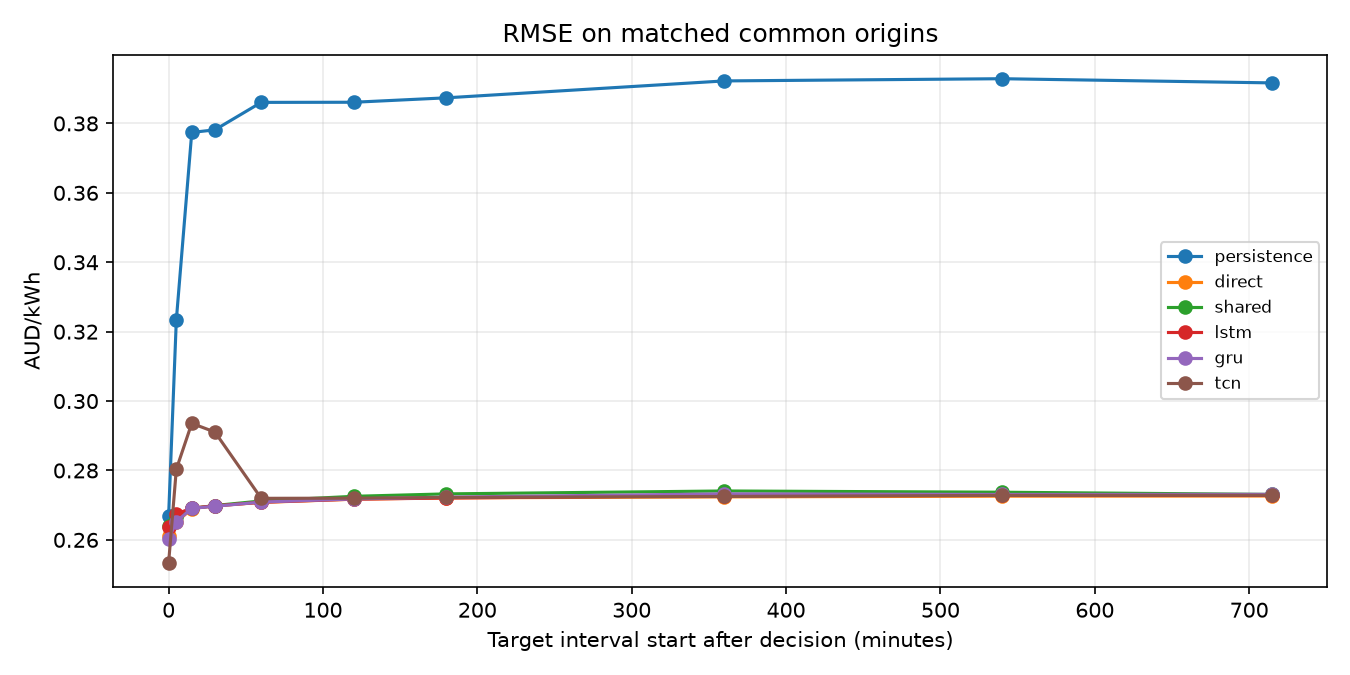 RMSE on matched common origins
AUD/kWh
0.38
0.36
0.34
0.32
0.30
0.28
0.26
persistence
direct
shared
lstm
gru
tcn
0 100 200 300 400 500 600 700
Target interval start after decision (minutes)